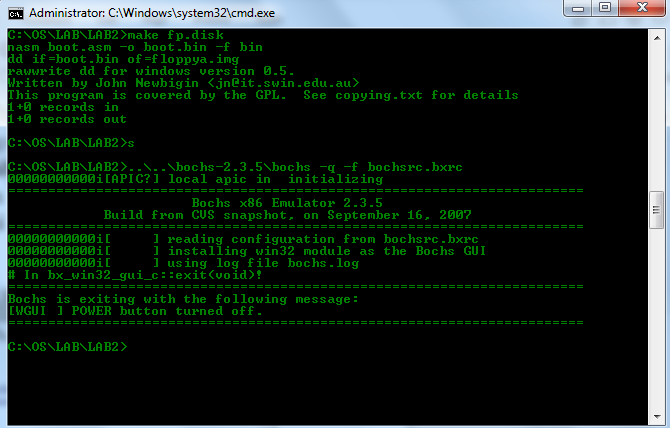 Administrator: C:\Windows\system32\cmd.exe
C:\OS\LAB\LAB2>make fp.disk
nasm boot.asm -o boot.bin -f bin
dd if=boot.bin of=floppya.img
rawwrite dd for windows version 0.5.
Written by John Newbigin <jn@it.swin.edu.au>
This program is covered by the GPL.  See copying.txt for details
1+0 records in
1+0 records out
C:\OS\LAB\LAB2>s
C:\OS\LAB\LAB2>..\..\bochs-2.3.5\bochs -q -f bochsrc.bxrc
00000000000i[APIC?] local apic in  initializing
========================================================================
Bochs x86 Emulator 2.3.5
Build from CVS snapshot, on September 16, 2007
========================================================================
00000000000i[     ] reading configuration from bochsrc.bxrc
00000000000i[     ] installing win32 module as the Bochs GUI
00000000000i[     ] using log file bochs.log
# In bx_win32_gui_c::exit(void)!
========================================================================
Bochs is exiting with the following message:
[WGUI ] POWER button turned off.
========================================================================
C:\OS\LAB\LAB2>